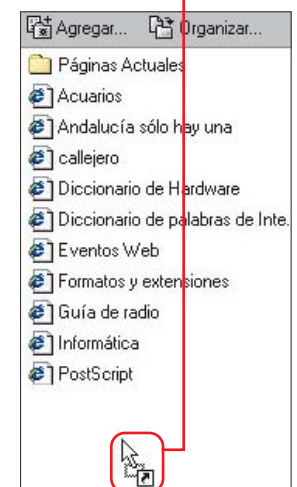 Agregar... Organizar...
Páginas Actuales
Acuarios
Andalucía sólo hay una
callejero
Diccionario de Hardware
Diccionario de palabras de Inte.
Eventos Web
Formatos y extensiones
Guía de radio
Informática
PostScript